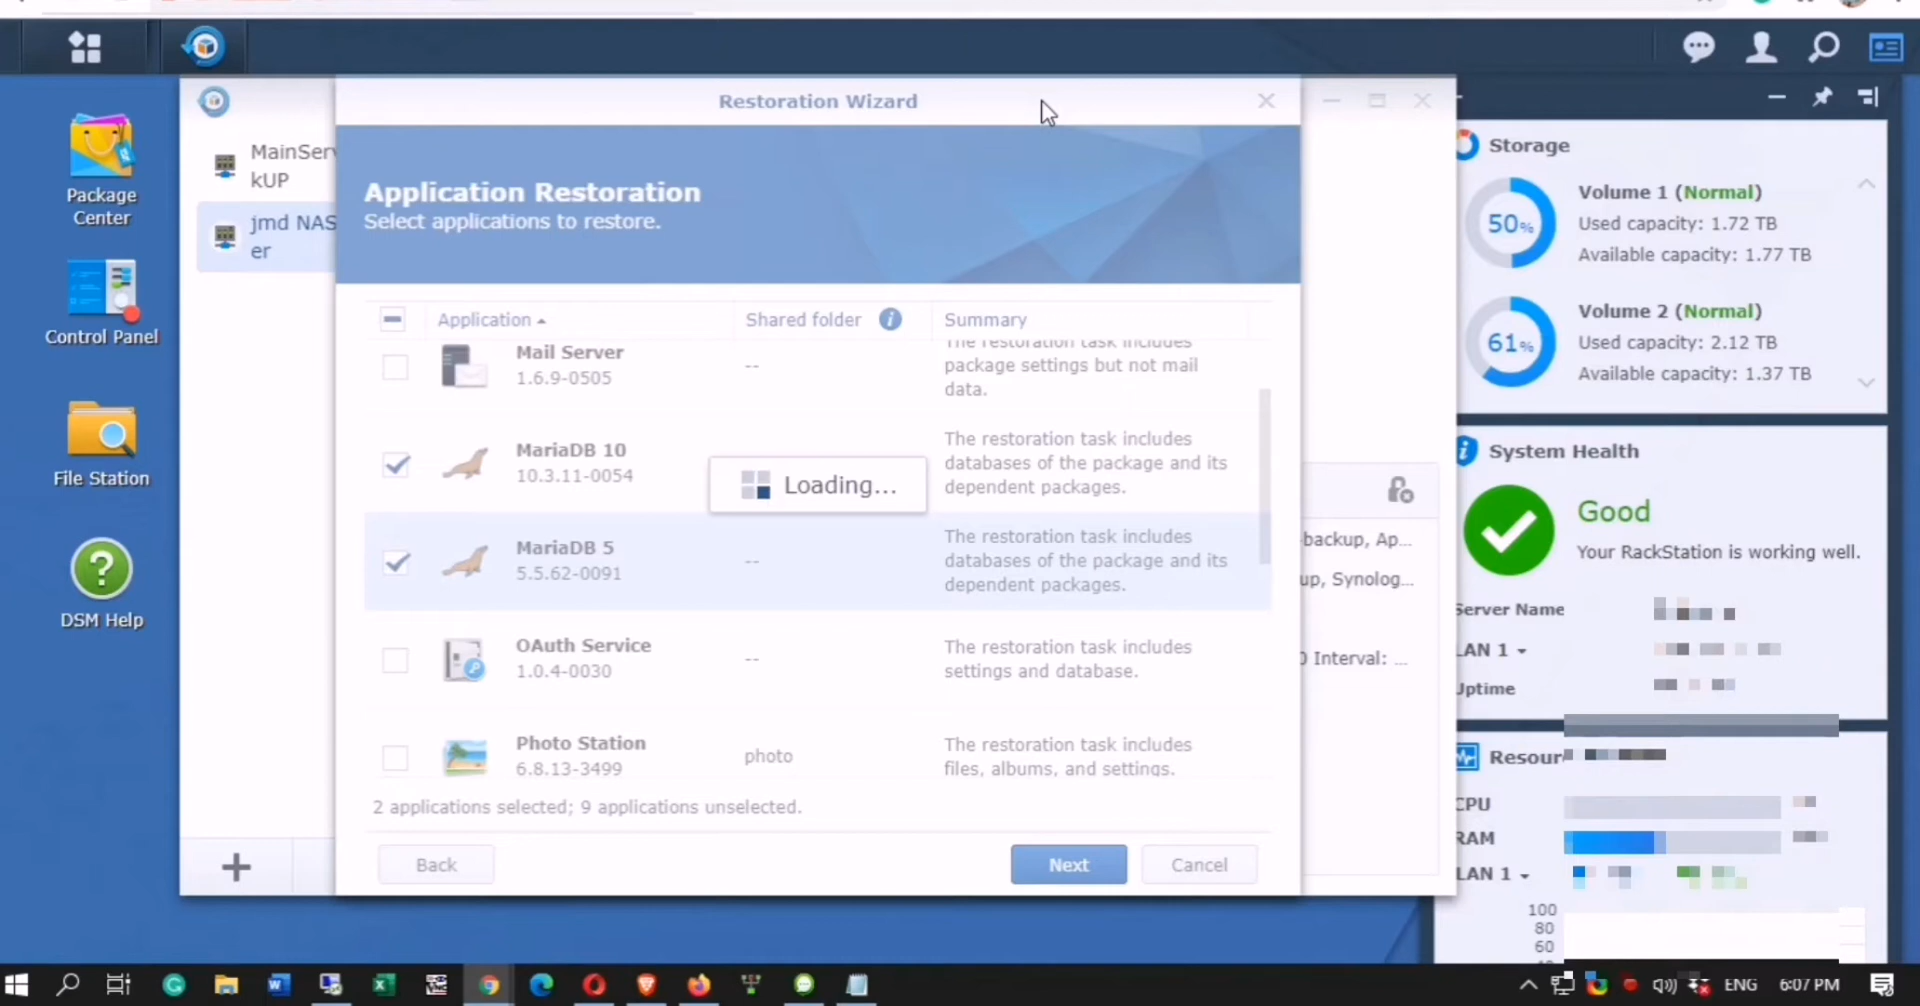 Package
Center
Control Panel
File Station
DSM Help
MainServ
kUP
jmd NAS
er
Restoration Wizard
Application Restoration
Select applications to restore.
Application
Shared folder
Summary
Mail Server
1.6.9-0505
--
The restoration task includes
package settings but not mail
data.
MariaDB 10
10.3.11-0054
The restoration task includes
databases of the package and its
dependent packages.
Loading...
MariaDB 5
5.5.62-0091
--
The restoration task includes
databases of the package and its
dependent packages.
OAuth Service
1.0.4-0030
--
The restoration task includes
settings and database.
Photo Station
6.8.13-3499
photo
The restoration task includes
files, albums, and settings.
2 applications selected; 9 applications unselected.
Back
Next
Cancel
-backup, Ap...
up, Synolog...
Interval: ...
Storage
50%
Volume 1 (Normal)
Used capacity: 1.72 TB
Available capacity: 1.77 TB
61%
Volume 2 (Normal)
Used capacity: 2.12 TB
Available capacity: 1.37 TB
System Health
Good
Your RackStation is working well.
Server Name
LAN 1
Uptime
Resour
CPU
RAM
LAN 1
100
80
60
ENG
6:07 PM